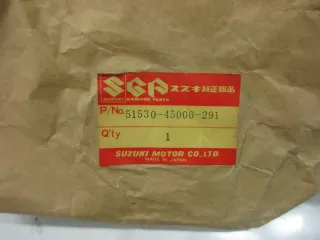 SGP スズキ純正部品
SUZUKI GENUINE PARTS
P/No. 51530-45000-291
Q'ty 1
SUZUKI MOTOR CO.,LTD.
MADE IN JAPAN